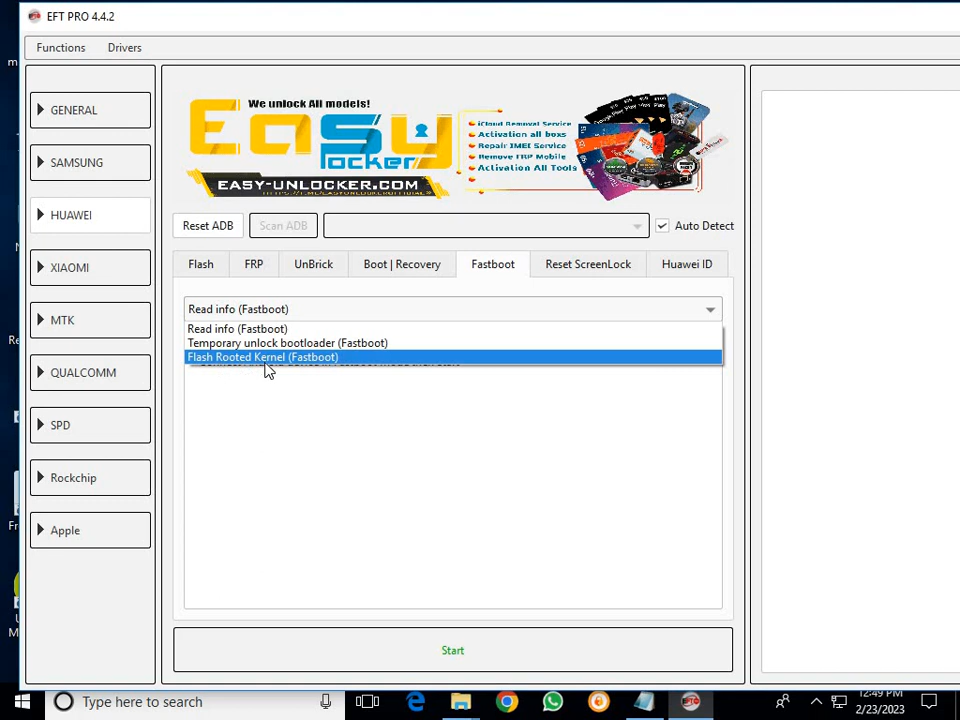 EFT PRO 4.4.2
Functions
Drivers
We unlock All models!
Easy
locker
EASY-UNLOCKER.COM
iCloud Removal Service
Activation all boxs
Repair IMEI Service
Remove FRP Mobile
Activation All Tools
GENERAL
SAMSUNG
HUAWEI
XIAOMI
MTK
QUALCOMM
SPD
Rockchip
Apple
Reset ADB
Scan ADB
Auto Detect
Flash
FRP
UnBrick
Boot | Recovery
Fastboot
Reset ScreenLock
Huawei ID
Read info (Fastboot)
Read info (Fastboot)
Temporary unlock bootloader (Fastboot)
Flash Rooted Kernel (Fastboot)
Start
Type here to search
12:49 PM
2/23/2023